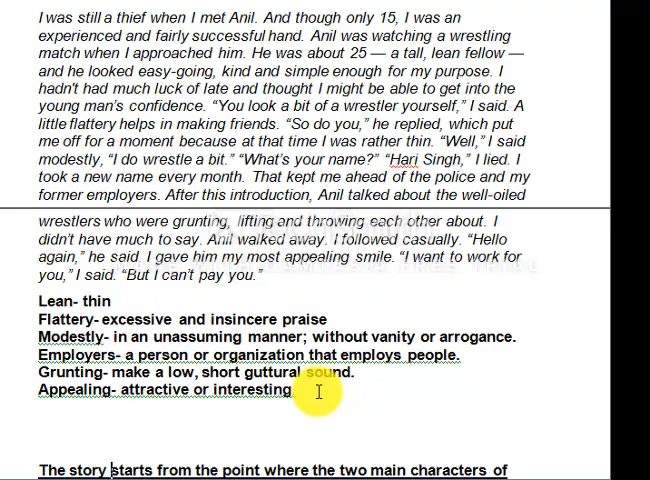 I was still a thief when I met Anil. And though only 15, I was an
experienced and fairly successful hand. Anil was watching a wrestling
match when I approached him. He was about 25 — a tall, lean fellow —
and he looked easy-going, kind and simple enough for my purpose. I
hadn't had much luck of late and thought I might be able to get into the
young man's confidence. “You look a bit of a wrestler yourself,” I said. A
little flattery helps in making friends. “So do you,” he replied, which put
me off for a moment because at that time I was rather thin. “Well,” I said
modestly, “I do wrestle a bit.” “What's your name?” “Hari Singh,” I lied. I
took a new name every month. That kept me ahead of the police and my
former employers. After this introduction, Anil talked about the well-oiled
wrestlers who were grunting, lifting and throwing each other about. I
didn't have much to say. Anil walked away. I followed casually. “Hello
again,” he said. I gave him my most appealing smile. “I want to work for
you,” I said. “But I can't pay you.”
Lean- thin
Flattery- excessive and insincere praise
Modestly- in an unassuming manner; without vanity or arrogance.
Employers- a person or organization that employs people.
Grunting- make a low, short guttural sound.
Appealing- attractive or interesting
The story starts from the point where the two main characters of